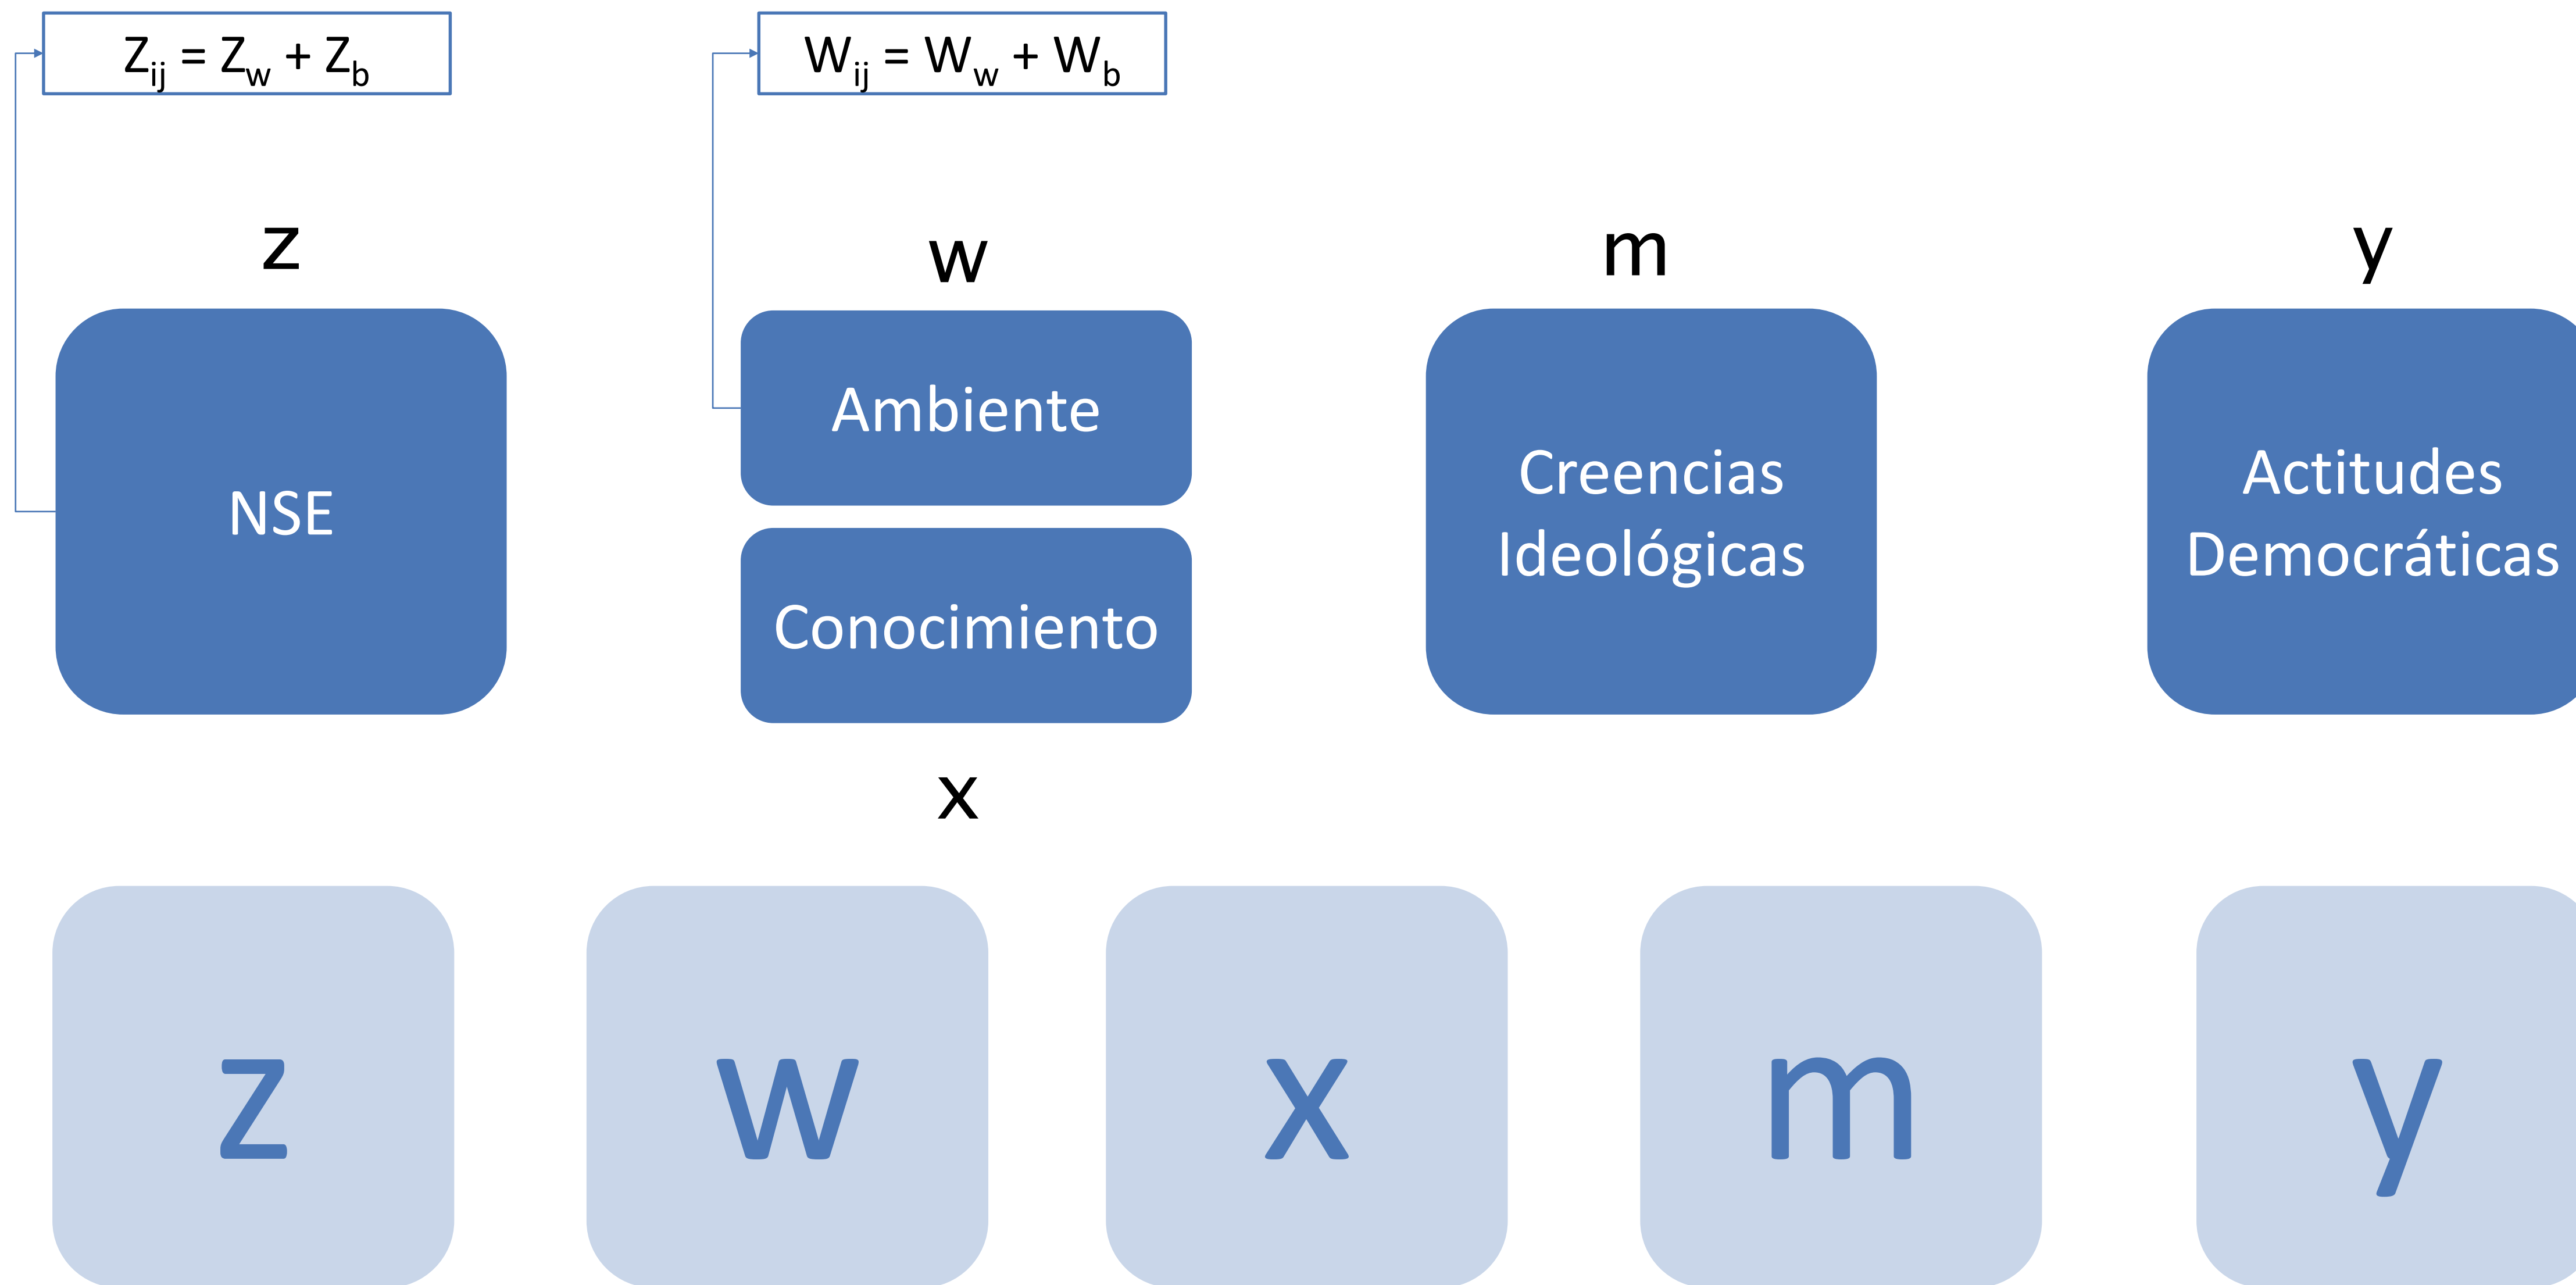 Zij = Zw + Zb
Wij = Ww + Wb
z
w
m
y
NSE
Ambiente
Conocimiento
Creencias
Ideológicas
Actitudes
Democráticas
x
z
w
x
m
y